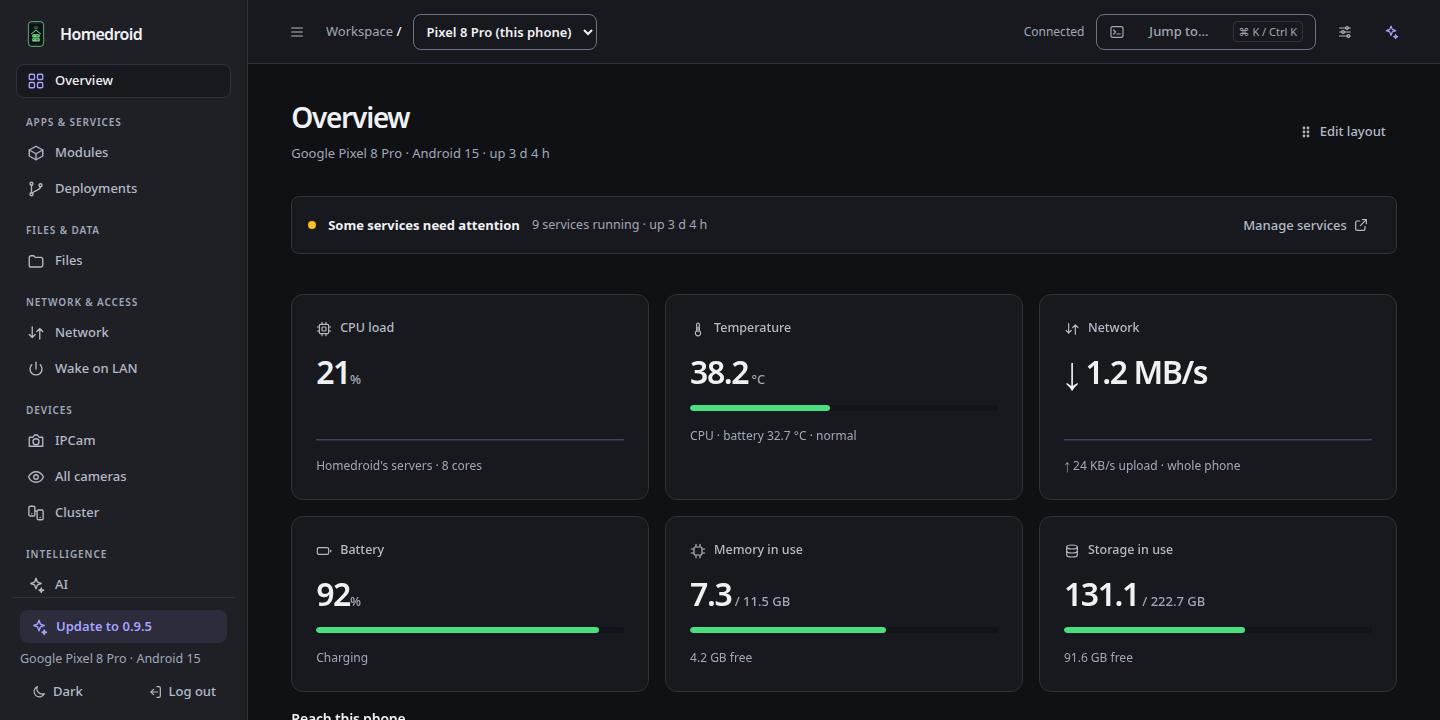 Homedroid
Overview
APPS & SERVICES
Modules
Deployments
FILES & DATA
Files
NETWORK & ACCESS
Network
Wake on LAN
DEVICES
IPCam
All cameras
Cluster
INTELLIGENCE
AI
Update to 0.9.5
Google Pixel 8 Pro · Android 15
Dark
Log out
Workspace / Pixel 8 Pro (this phone)
Connected
Jump to... ⌘ K / Ctrl K
Overview
Google Pixel 8 Pro · Android 15 · up 3 d 4 h
Edit layout
Some services need attention 9 services running · up 3 d 4 h
Manage services
CPU load
21%
Homedroid's servers · 8 cores
Temperature
38.2 °C
CPU · battery 32.7 °C · normal
Network
↓ 1.2 MB/s
↑ 24 KB/s upload · whole phone
Battery
92%
Charging
Memory in use
7.3 / 11.5 GB
4.2 GB free
Storage in use
131.1 / 222.7 GB
91.6 GB free
Reach this phone